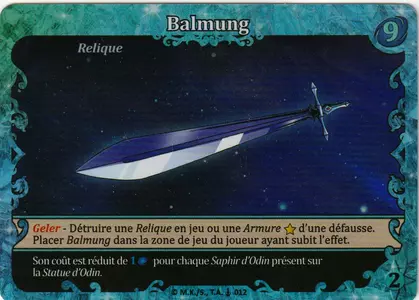 Balmung
9
Relique
Geler - Détruire une Relique en jeu ou une Armure d'une défausse.
Placer Balmung dans la zone de jeu du joueur ayant subit l'effet.
Son coût est réduit de 1 pour chaque Saphir d'Odin présent sur
la Statue d'Odin.
2
© M.K./S., T.A. 012